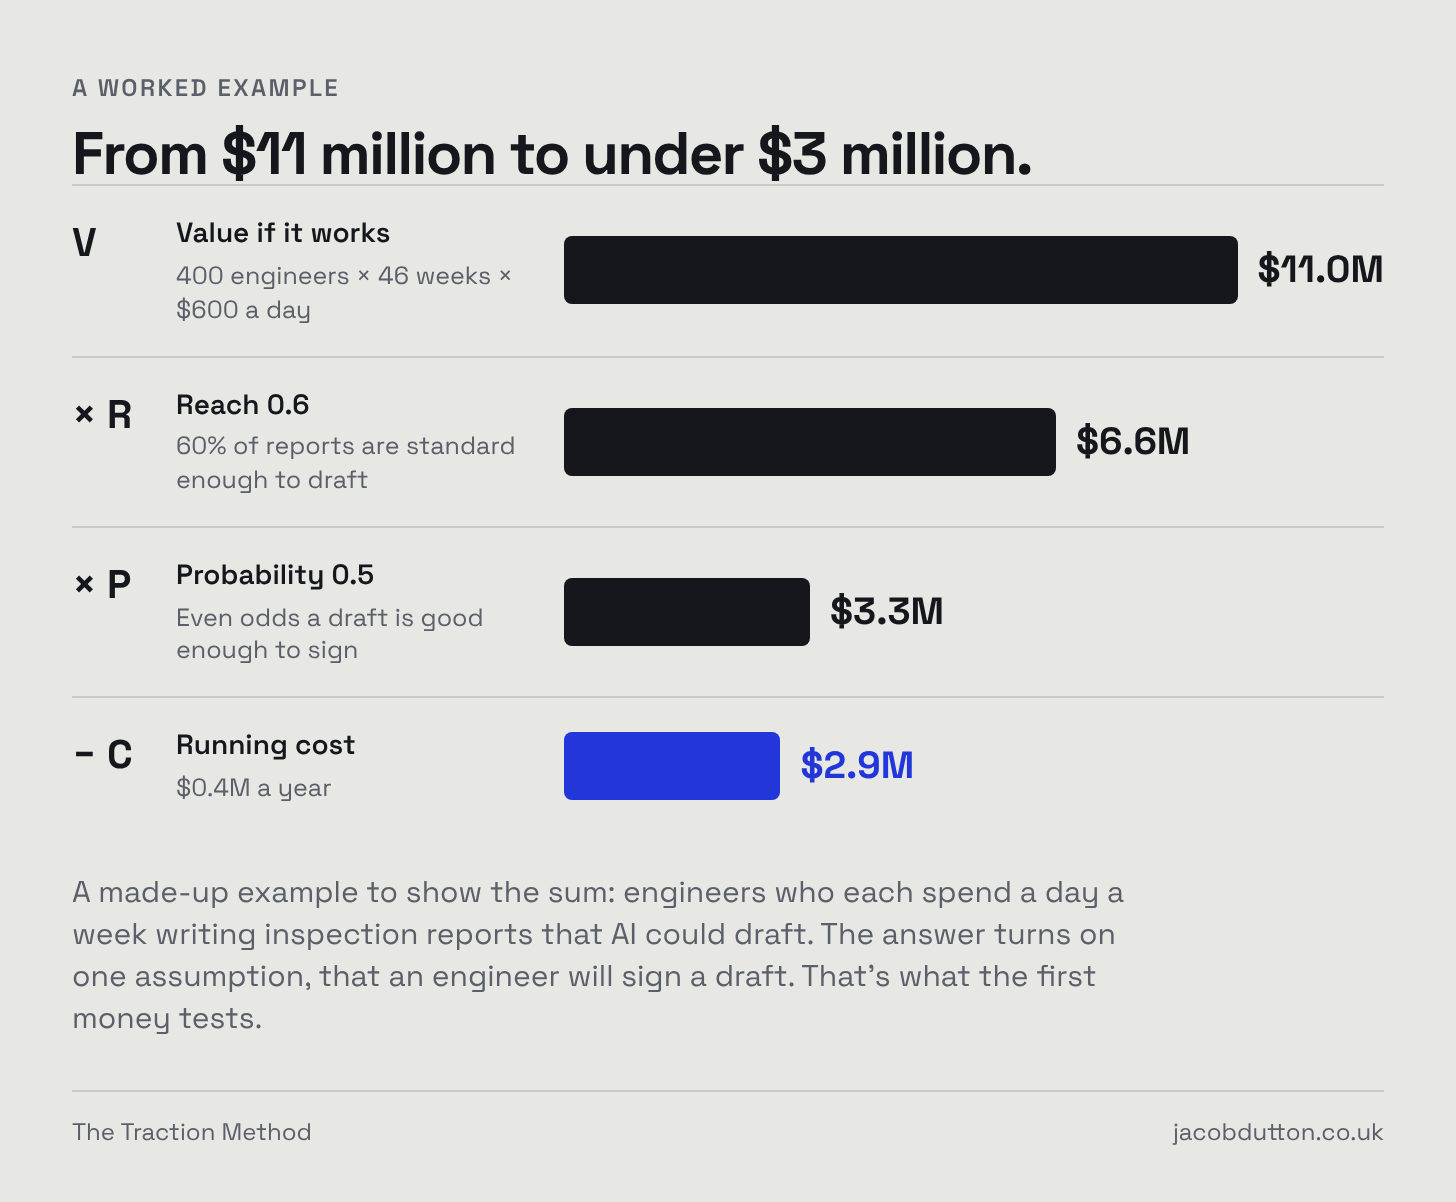 A WORKED EXAMPLE
From $11 million to under $3 million.
V
Value if it works
400 engineers × 46 weeks ×
$600 a day
$11.0M
× R
Reach 0.6
60% of reports are standard
enough to draft
$6.6M
× P
Probability 0.5
Even odds a draft is good
enough to sign
$3.3M
− C
Running cost
$0.4M a year
$2.9M
A made-up example to show the sum: engineers who each spend a day a
week writing inspection reports that AI could draft. The answer turns on
one assumption, that an engineer will sign a draft. That’s what the first
money tests.
The Traction Method
jacobdutton.co.uk